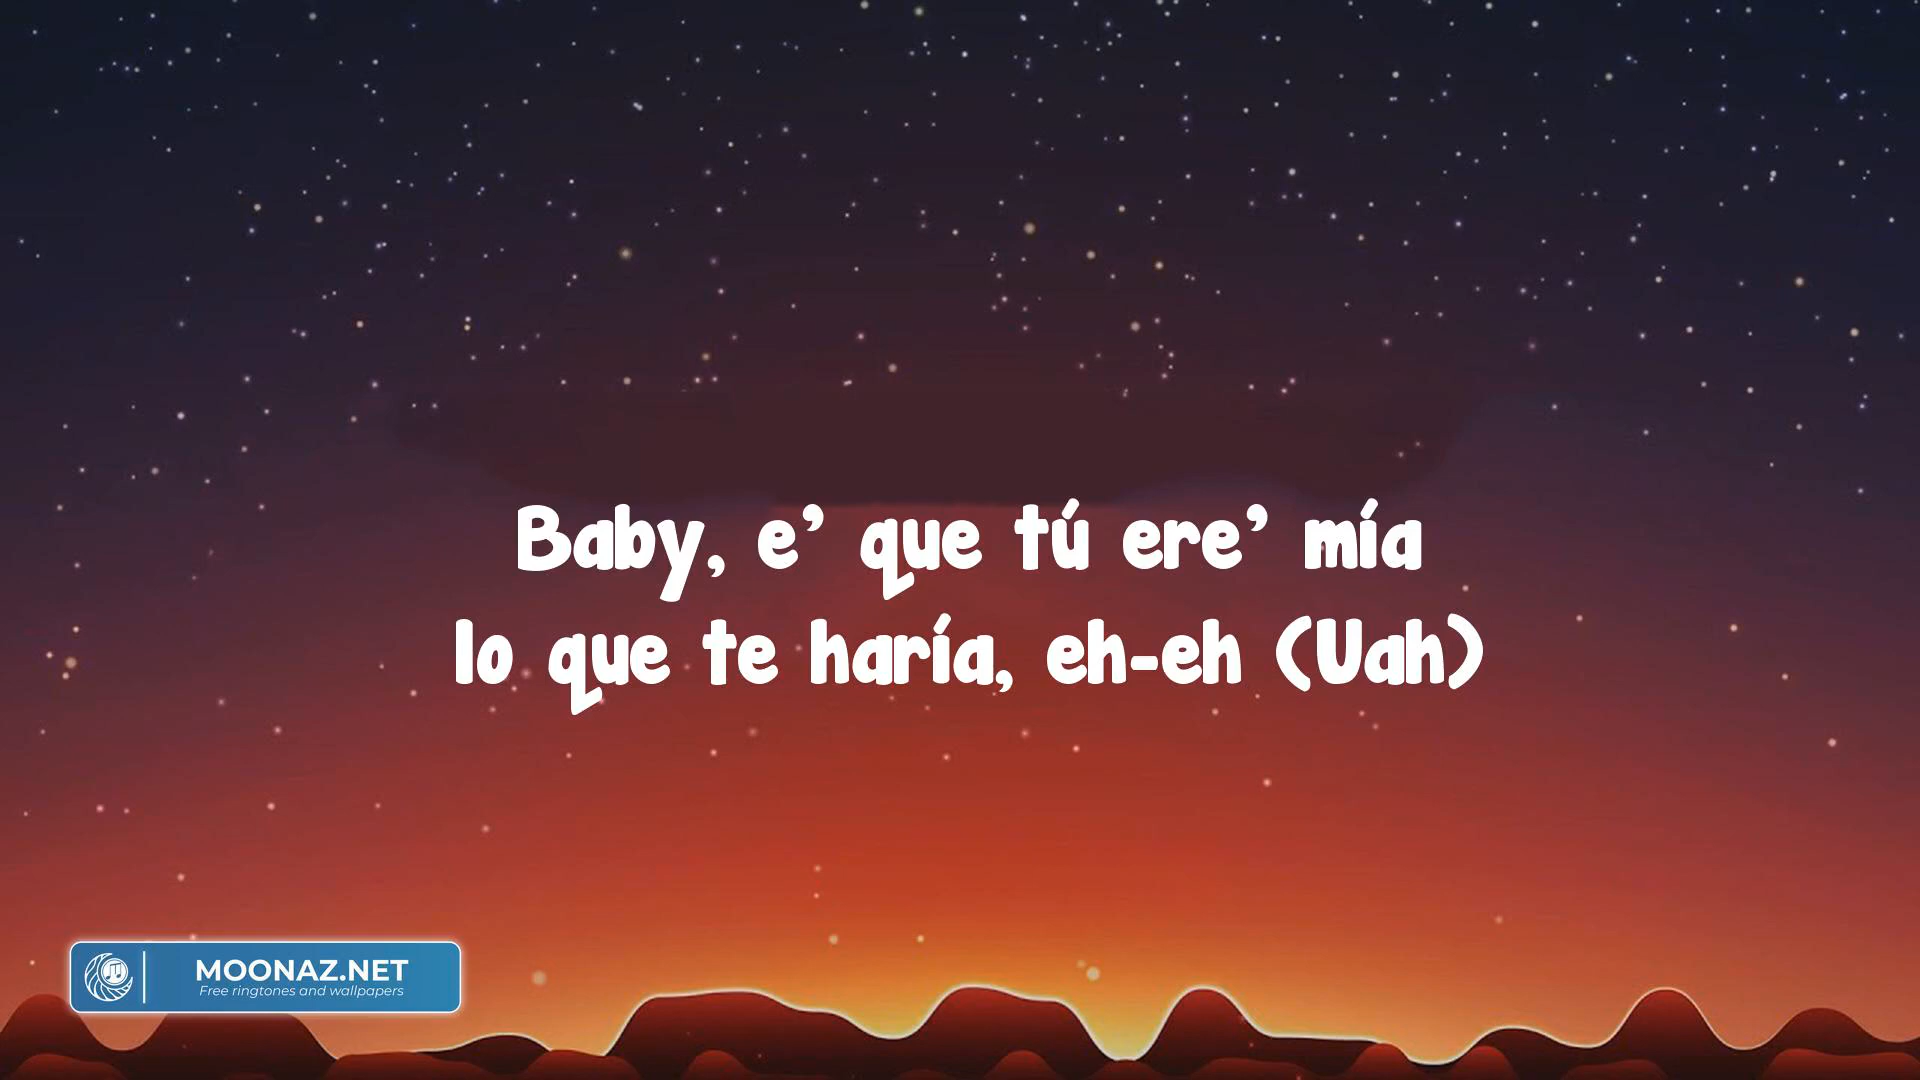 Baby, e’ que tú ere’ mía
lo que te haría, eh-eh (Uah)
MOONAZ.NET
Free ringtones and wallpapers